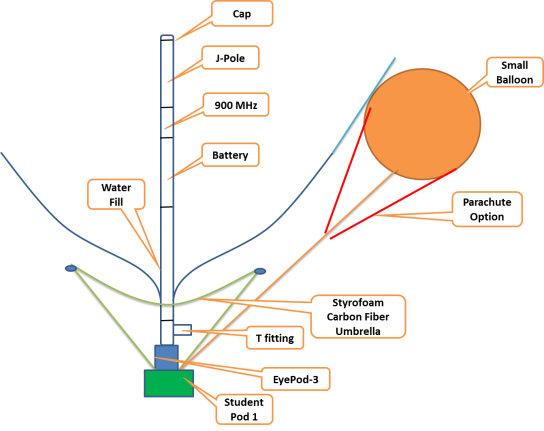 Cap
J-Pole
Small
Balloon
900 MHz
Battery
Water
Fill
Parachute
Option
Styrofoam
Carbon Fiber
Umbrella
T fitting
EyePod-3
Student
Pod 1